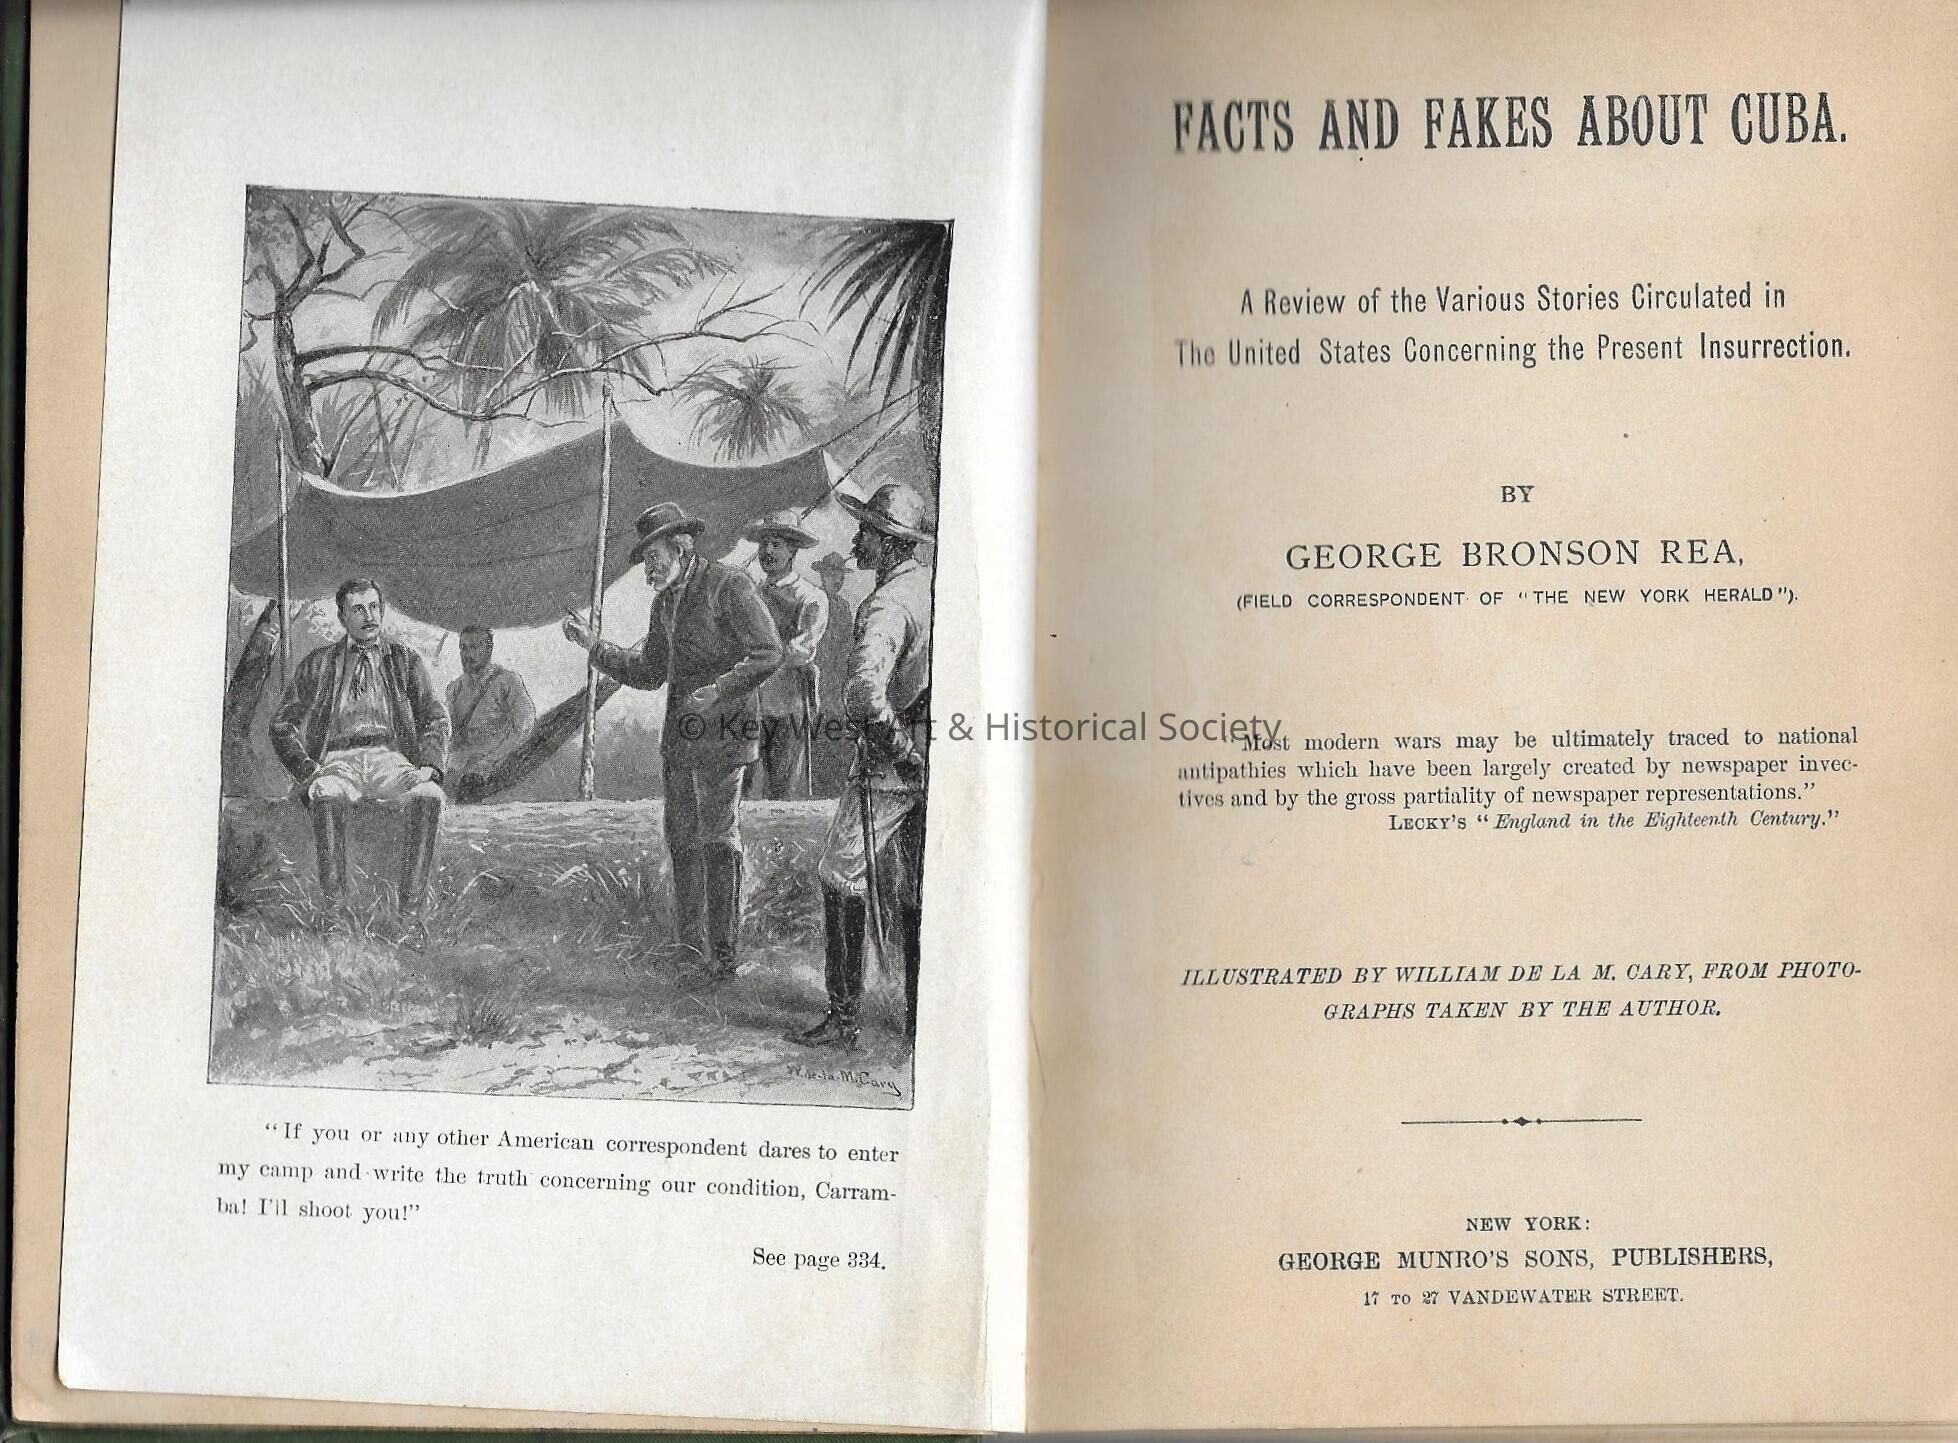 W. de-la-M. Cary
"If you or any other American correspondent dares to enter
my camp and write the truth concerning our condition, Carram-
ba! I'll shoot you!"
See page 334.
© Key West Art & Historical Society
FACTS AND FAKES ABOUT CUBA.
A Review of the Various Stories Circulated in
The United States Concerning the Present Insurrection.
BY
GEORGE BRONSON REA,
(FIELD CORRESPONDENT OF "THE NEW YORK HERALD").
"Most modern wars may be ultimately traced to national
antipathies which have been largely created by newspaper invec-
tives and by the gross partiality of newspaper representations."
LECKY'S "England in the Eighteenth Century."
ILLUSTRATED BY WILLIAM DE LA M. CARY, FROM PHOTO-
GRAPHS TAKEN BY THE AUTHOR.
NEW YORK:
GEORGE MUNRO'S SONS, PUBLISHERS,
17 TO 27 VANDEWATER STREET.